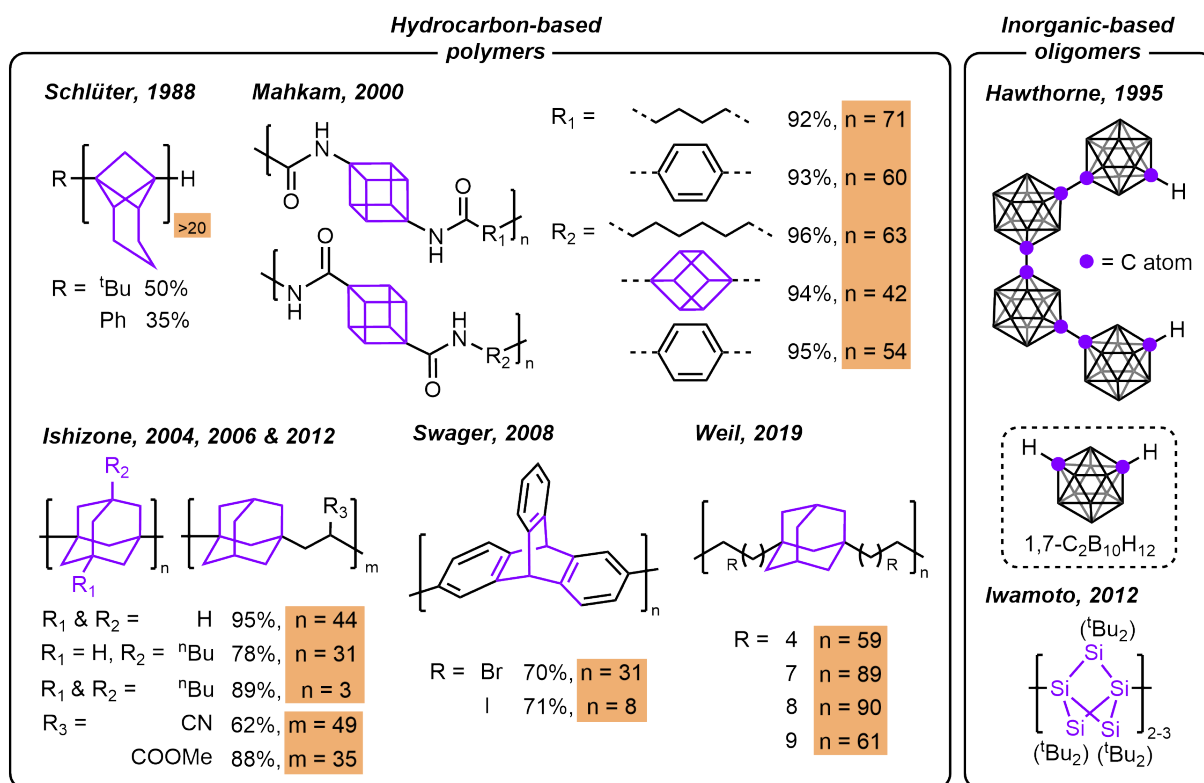 Hydrocarbon-based
polymers
Inorganic-based
oligomers
Schlüter, 1988
R
H
>20
R = ᵗBu 50%
Ph 35%
Mahkam, 2000
H
N
O
O
N
H
R₁
n
O
N
H
H
N
O
R₂
n
R₁ =
92%, n = 71
93%, n = 60
R₂ =
96%, n = 63
94%, n = 42
95%, n = 54
Hawthorne, 1995
H
= C atom
H
H
H
1,7-C₂B₁₀H₁₂
Ishizone, 2004, 2006 & 2012
R₂
R₁
n
R₃
m
R₁ & R₂ = H 95%, n = 44
R₁ = H, R₂ = ⁿBu 78%, n = 31
R₁ & R₂ = ⁿBu 89%, n = 3
R₃ = CN 62%, m = 49
COOMe 88%, m = 35
Swager, 2008
n
R = Br 70%, n = 31
I 71%, n = 8
Weil, 2019
R
R
n
R = 4 n = 59
7 n = 89
8 n = 90
9 n = 61
Iwamoto, 2012
(ᵗBu₂)
Si
Si
Si
Si
Si
2-3
(ᵗBu₂)
(ᵗBu₂)